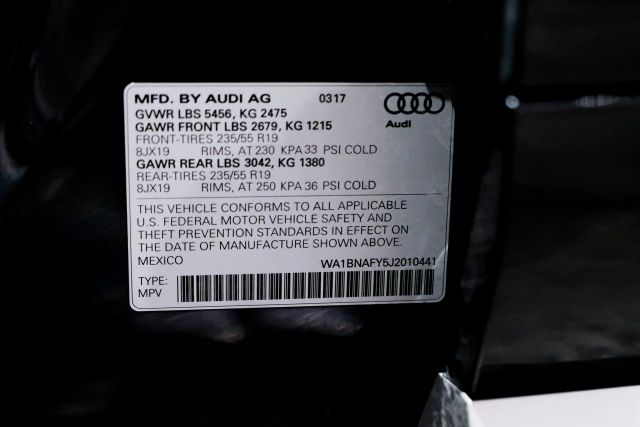 MFD. BY AUDI AG 0317
GVWR LBS 5456, KG 2475
GAWR FRONT LBS 2679, KG 1215
FRONT-TIRES 235/55 R19
8JX19 RIMS, AT 230 KPA 33 PSI COLD
GAWR REAR LBS 3042, KG 1380
REAR-TIRES 235/55 R19
8JX19 RIMS, AT 250 KPA 36 PSI COLD
Audi
THIS VEHICLE CONFORMS TO ALL APPLICABLE
U.S. FEDERAL MOTOR VEHICLE SAFETY AND
THEFT PREVENTION STANDARDS IN EFFECT ON
THE DATE OF MANUFACTURE SHOWN ABOVE.
MEXICO WA1BNAFY5J2010441
TYPE:
MPV